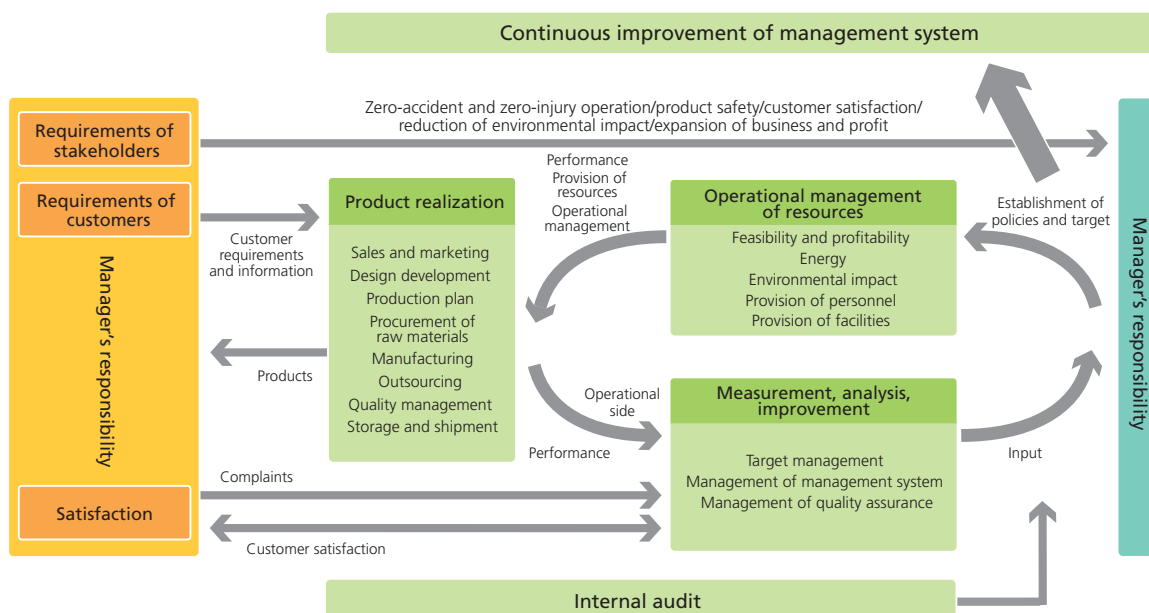 Continuous improvement of management system
Zero-accident and zero-injury operation/product safety/customer satisfaction/
reduction of environmental impact/expansion of business and profit
Requirements of
stakeholders
Requirements of
customers
Manager's responsibility
Satisfaction
Customer
requirements
and information
Products
Complaints
Customer satisfaction
Product realization
Sales and marketing
Design development
Production plan
Procurement of
raw materials
Manufacturing
Outsourcing
Quality management
Storage and shipment
Performance
Provision of
resources
Operational
management
Operational
side
Performance
Operational management
of resources
Feasibility and profitability
Energy
Environmental impact
Provision of personnel
Provision of facilities
Measurement, analysis,
improvement
Target management
Management of management system
Management of quality assurance
Establishment of
policies and target
Input
Manager's responsibility
Internal audit